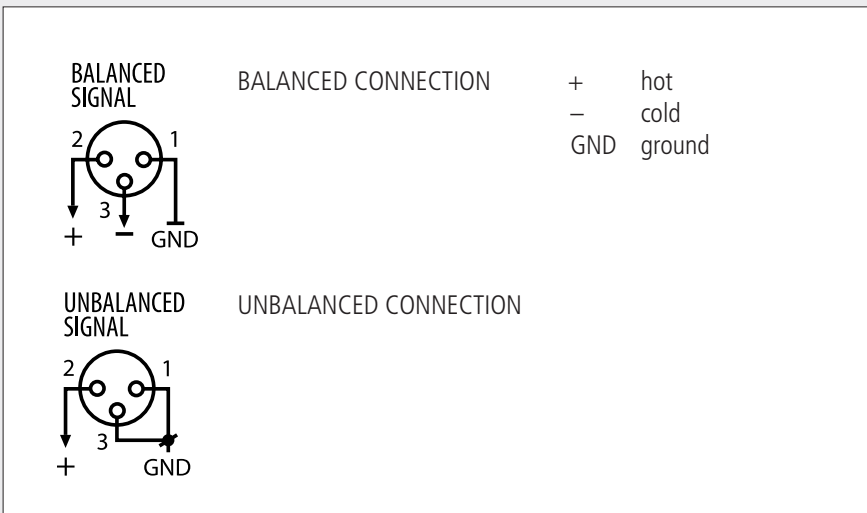 BALANCED
SIGNAL
BALANCED CONNECTION
+ hot
– cold
GND ground
2 1
3
+ – GND
UNBALANCED
SIGNAL
UNBALANCED CONNECTION
2 1
3
+ GND